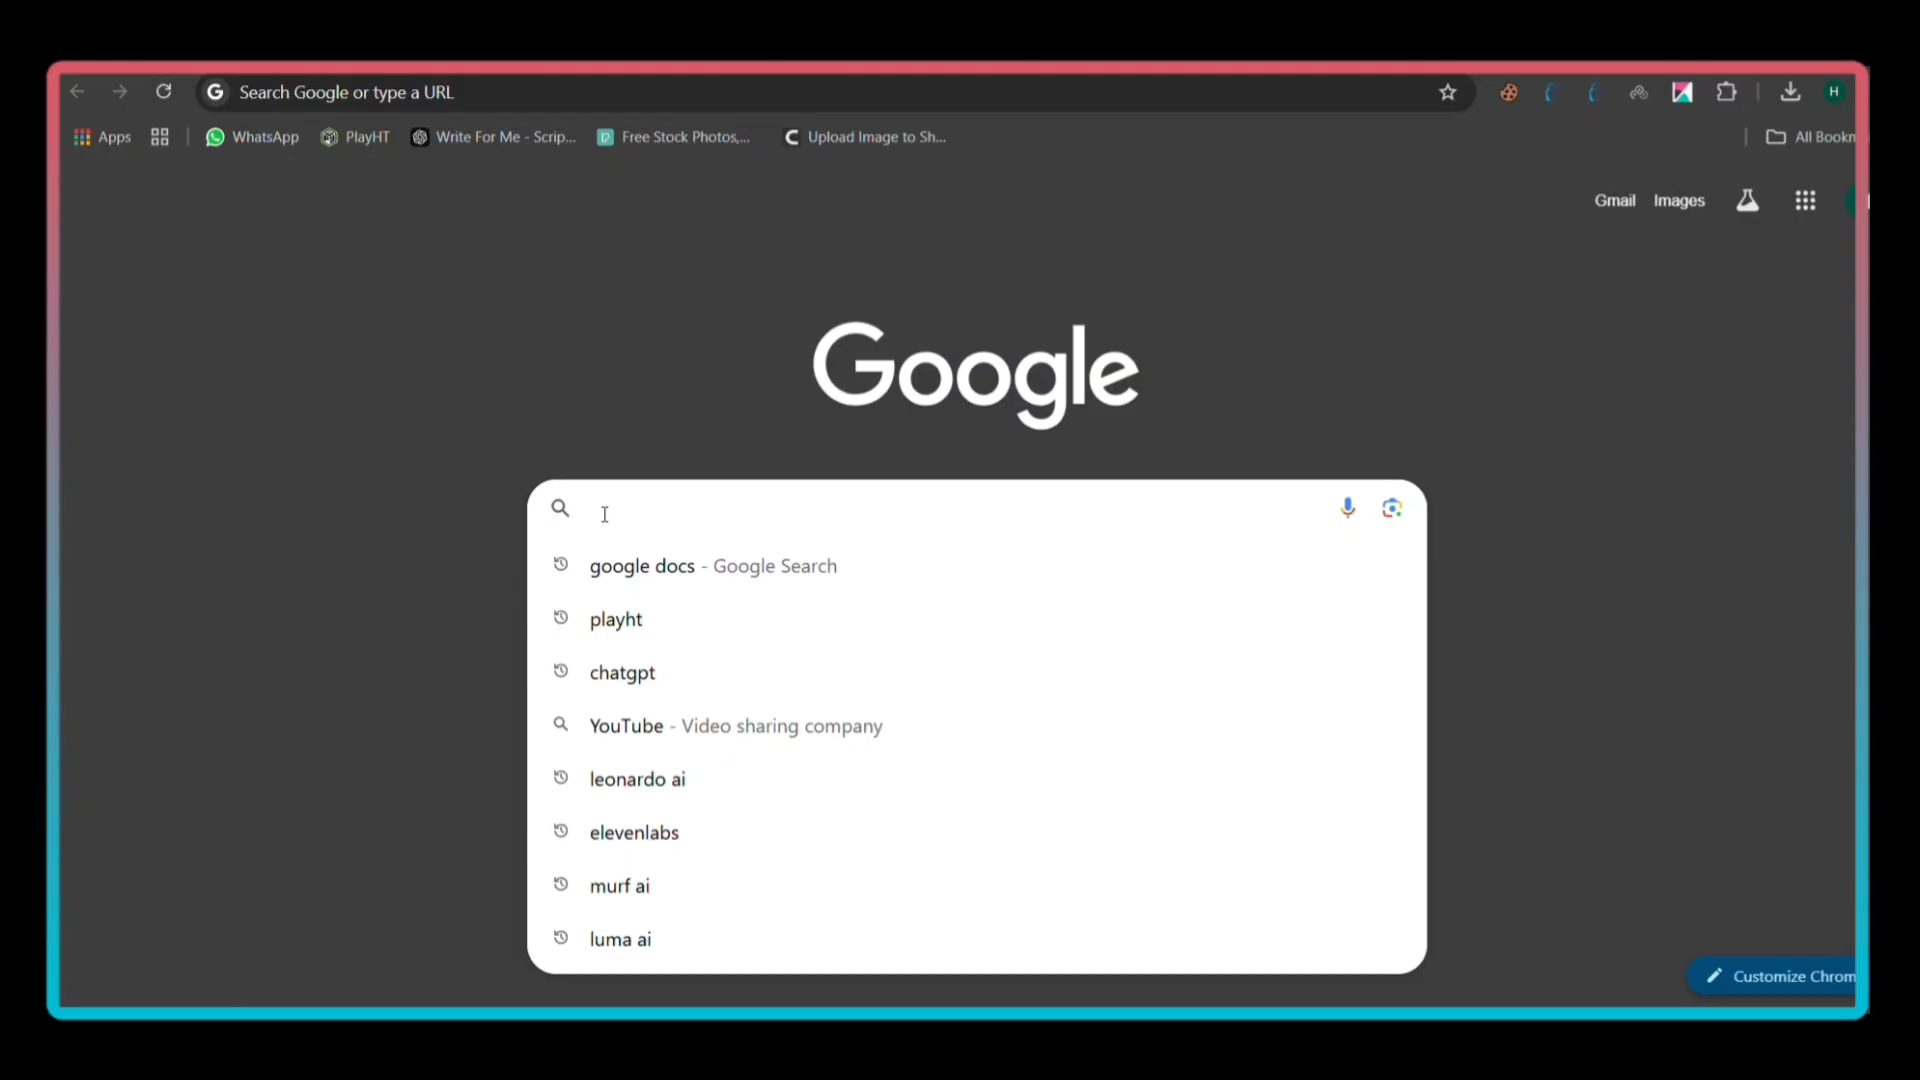 Search Google or type a URL
H
Apps
WhatsApp
PlayHT
Write For Me - Scrip...
Free Stock Photos,...
Upload Image to Sh...
All Bookm
Gmail
Images
Google
google docs - Google Search
playht
chatgpt
YouTube - Video sharing company
leonardo ai
elevenlabs
murf ai
luma ai
Customize Chrom